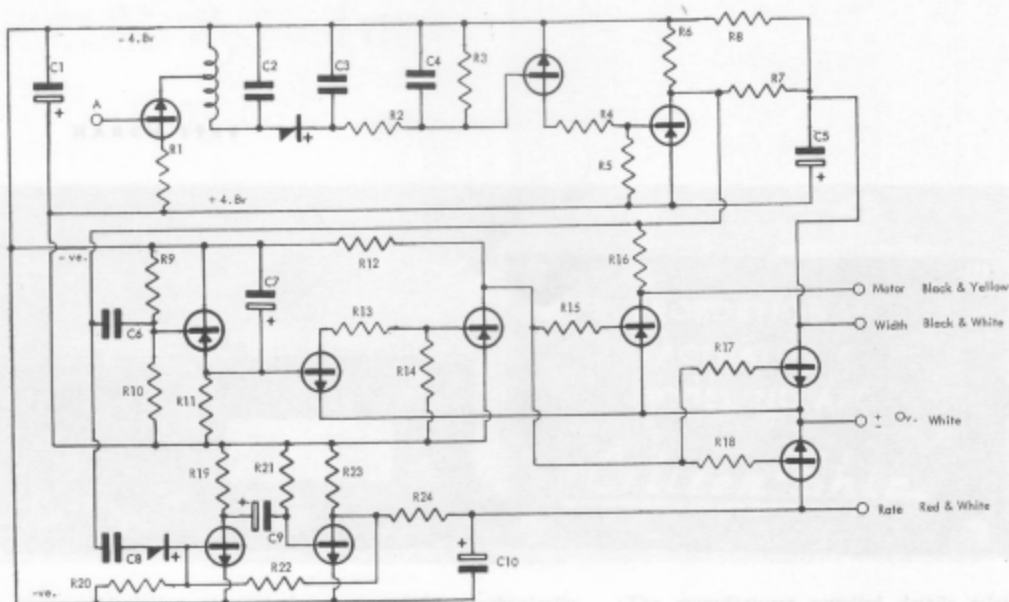 - 4.8v
C1
+
A
R1
C2
C3
+
R2
C4
R3
R4
R5
R6
R8
R7
C5
+
+ 4.8v
-ve.
R9
C6
R10
R11
C7
+
R12
R13
R14
R15
R16
R17
R18
Motor Black & Yellow
Width Black & White
± Ov. White
Rate Red & White
R19
R21
R23
+
C9
R24
+
C10
C8
+
R20
R22
-ve.